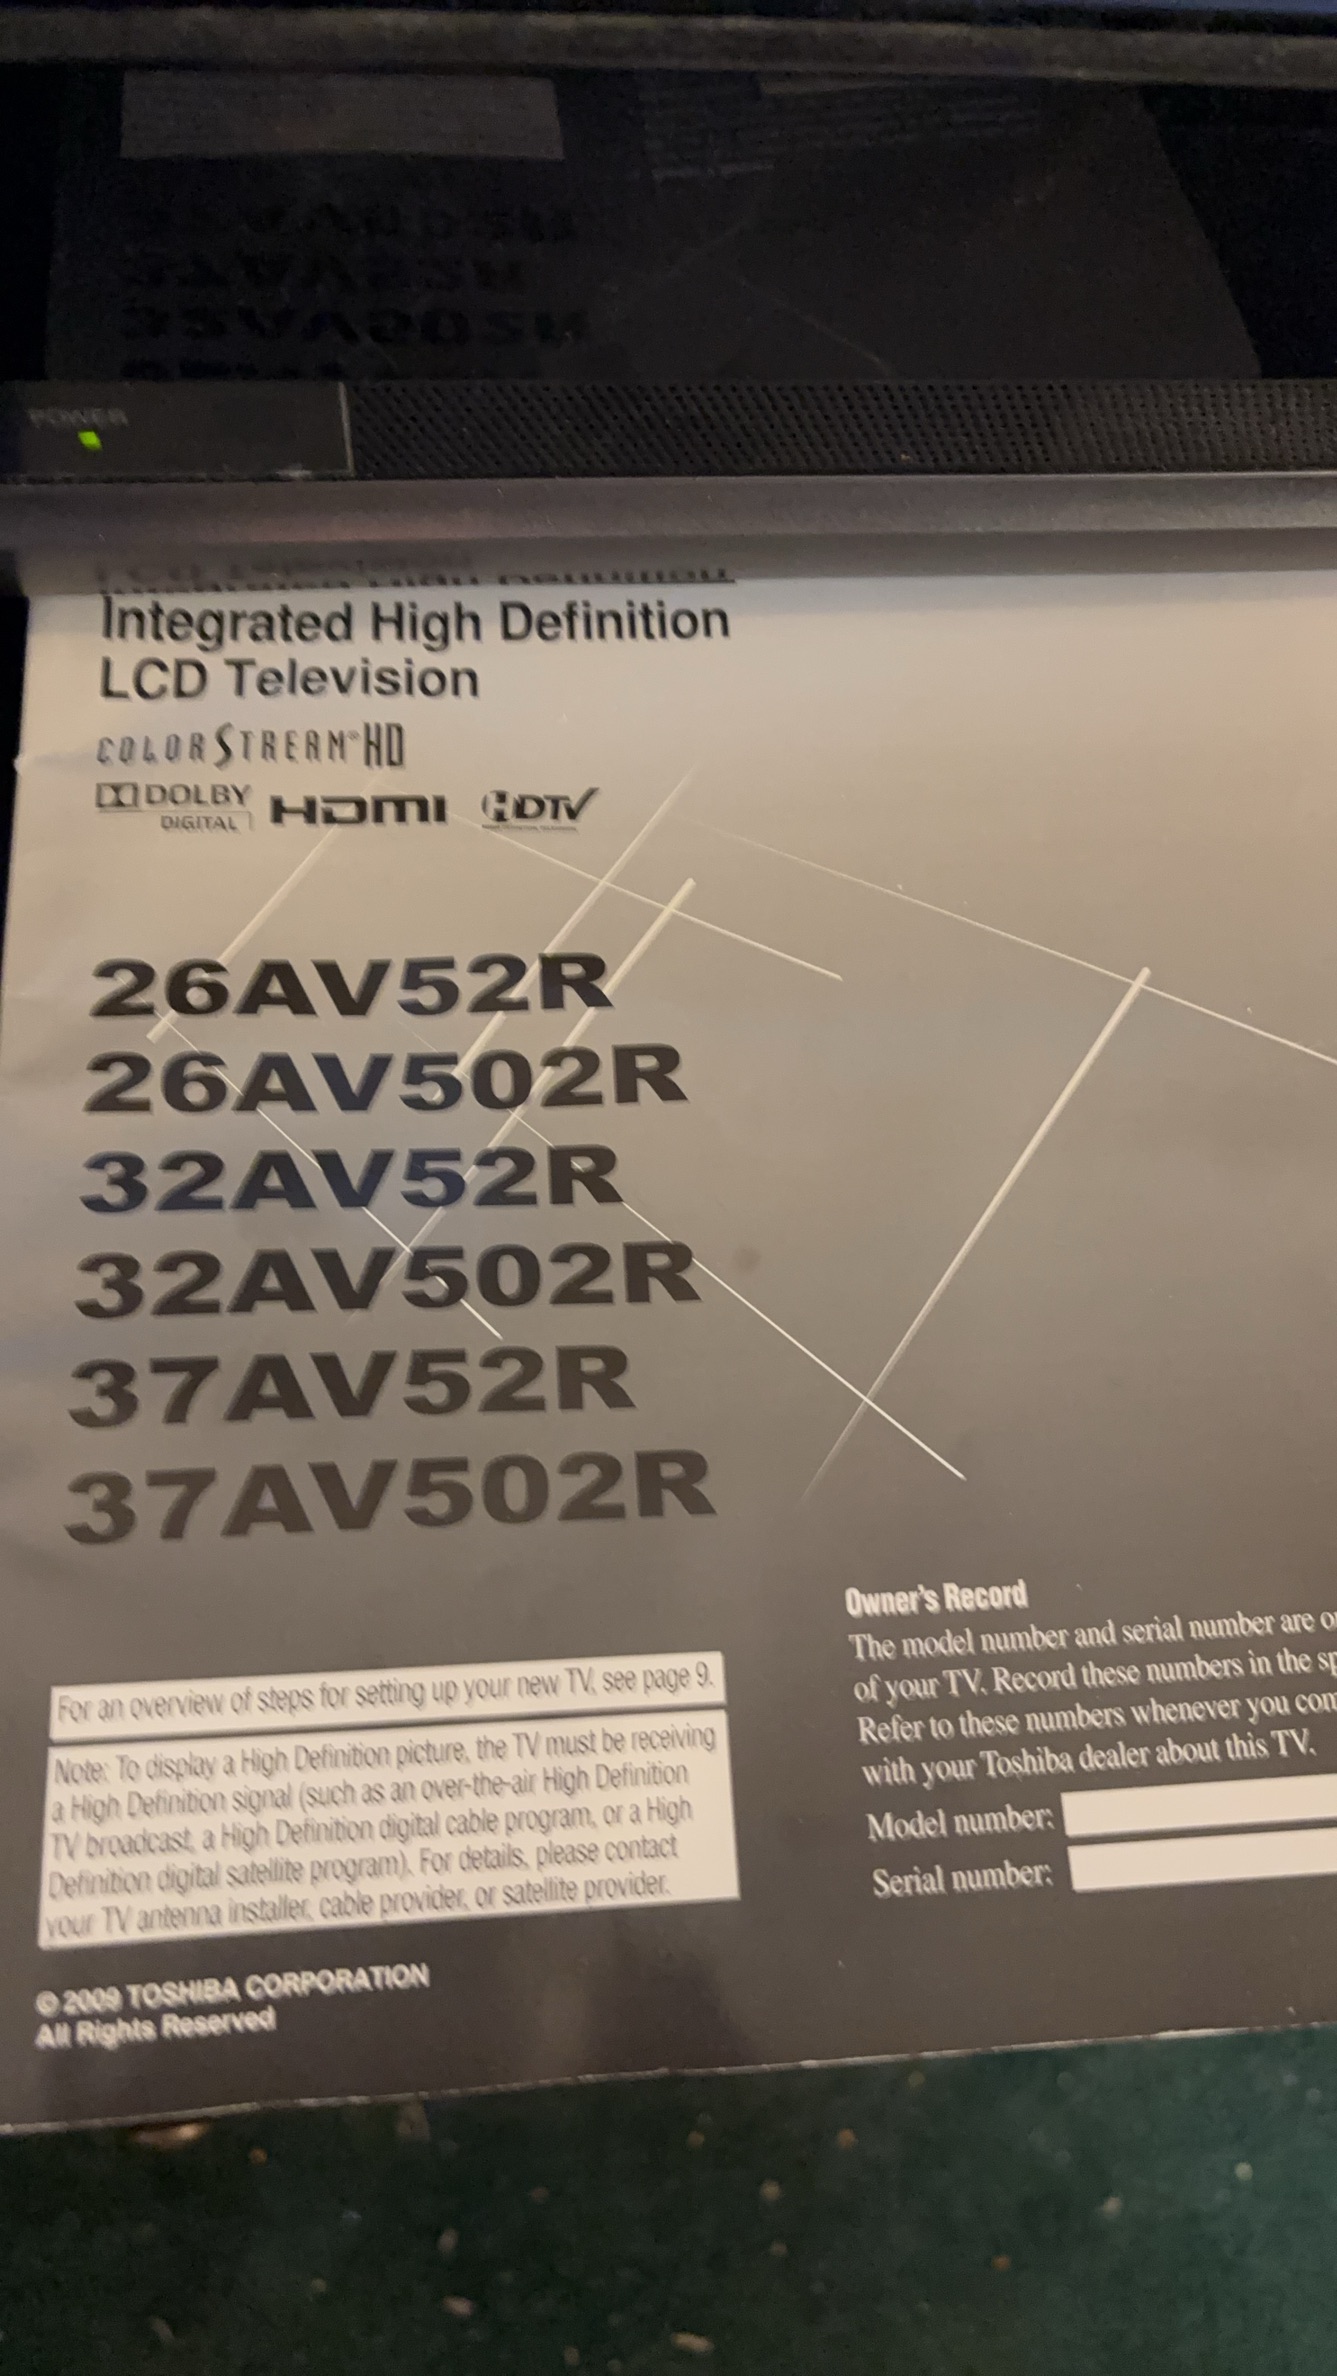 POWER
Integrated High Definition
LCD Television
COLORSTREAM® HD
DOLBY
DIGITAL
HDMI
HDTV
26AV52R
26AV502R
32AV52R
32AV502R
37AV52R
37AV502R
For an overview of steps for setting up your new TV, see page 9.
Note: To display a High Definition picture, the TV must be receiving
a High Definition signal (such as an over-the-air High Definition
TV broadcast, a High Definition digital cable program, or a High
Definition digital satellite program). For details, please contact
your TV antenna installer, cable provider, or satellite provider.
© 2009 TOSHIBA CORPORATION
All Rights Reserved
Owner's Record
The model number and serial number are
of your TV. Record these numbers in the
Refer to these numbers whenever you
with your Toshiba dealer about this TV.
Model number:
Serial number: